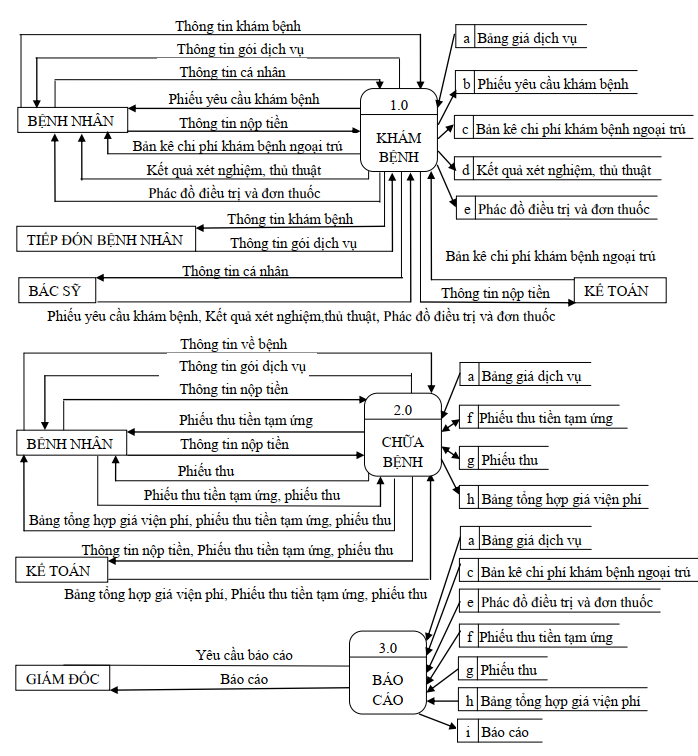 Thông tin khám bệnh
Thông tin gói dịch vụ
Thông tin cá nhân
BỆNH NHÂN
Phiếu yêu cầu khám bệnh
Thông tin nộp tiền
Bản kê chi phí khám bệnh ngoại trú
Kết quả xét nghiệm, thủ thuật
Phác đồ điều trị và đơn thuốc
1.0
KHÁM
BỆNH
a Bảng giá dịch vụ
b Phiếu yêu cầu khám bệnh
c Bản kê chi phí khám bệnh ngoại trú
d Kết quả xét nghiệm, thủ thuật
e Phác đồ điều trị và đơn thuốc
TIẾP ĐÓN BỆNH NHÂN
Thông tin khám bệnh
Thông tin gói dịch vụ
BÁC SỸ
Thông tin cá nhân
Phiếu yêu cầu khám bệnh, Kết quả xét nghiệm,thủ thuật, Phác đồ điều trị và đơn thuốc
Bản kê chi phí khám bệnh ngoại trú
Thông tin nộp tiền
KẾ TOÁN
Thông tin về bệnh
Thông tin gói dịch vụ
Thông tin nộp tiền
BỆNH NHÂN
Phiếu thu tiền tạm ứng
Thông tin nộp tiền
Phiếu thu
Phiếu thu tiền tạm ứng, phiếu thu
Bảng tổng hợp giá viện phí, phiếu thu tiền tạm ứng, phiếu thu
2.0
CHỮA
BỆNH
a Bảng giá dịch vụ
f Phiếu thu tiền tạm ứng
g Phiếu thu
h Bảng tổng hợp giá viện phí
KẾ TOÁN
Thông tin nộp tiền, Phiếu thu tiền tạm ứng, phiếu thu
Bảng tổng hợp giá viện phí, Phiếu thu tiền tạm ứng, phiếu thu
GIÁM ĐỐC
Yêu cầu báo cáo
Báo cáo
3.0
BÁO
CÁO
a Bảng giá dịch vụ
c Bản kê chi phí khám bệnh ngoại trú
e Phác đồ điều trị và đơn thuốc
f Phiếu thu tiền tạm ứng
g Phiếu thu
h Bảng tổng hợp giá viện phí
i Báo cáo